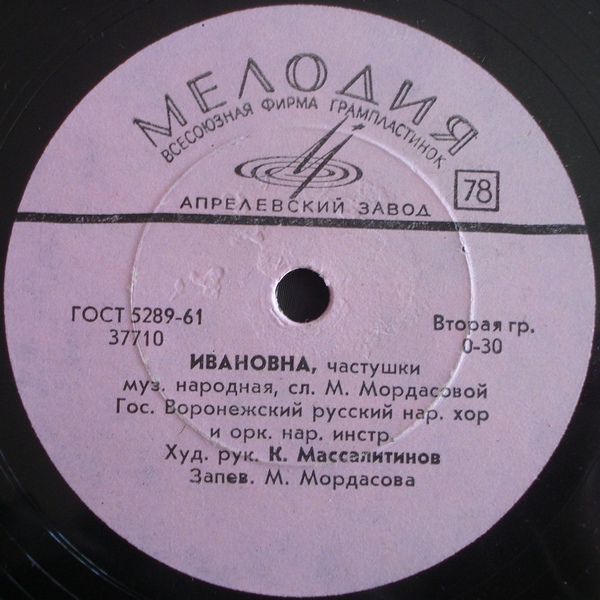 МЕЛОДИЯ
ВСЕСОЮЗНАЯ ФИРМА ГРАМПЛАСТИНОК
АПРЕЛЕВСКИЙ ЗАВОД
78
ГОСТ 5289-61
37710
Вторая гр.
0-30
ИВАНОВНА, частушки
муз. народная, сл. М. Мордасовой
Гос. Воронежский русский нар. хор
и орк. нар. инстр.
Худ. рук. К. Массалитинов
Запев. М. Мордасова